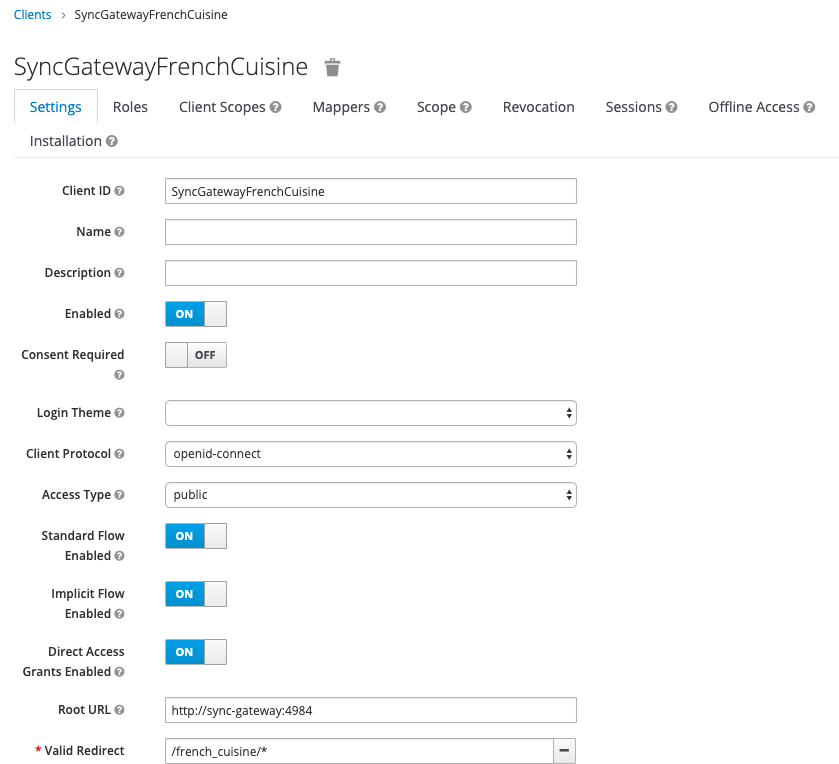 Clients > SyncGatewayFrenchCuisine
SyncGatewayFrenchCuisine
Settings Roles Client Scopes Mappers Scope Revocation Sessions Offline Access
Installation
Client ID SyncGatewayFrenchCuisine
Name
Description
Enabled ON
Consent Required OFF
Login Theme
Client Protocol openid-connect
Access Type public
Standard Flow ON
Enabled
Implicit Flow ON
Enabled
Direct Access ON
Grants Enabled
Root URL http://sync-gateway:4984
* Valid Redirect /french_cuisine/*